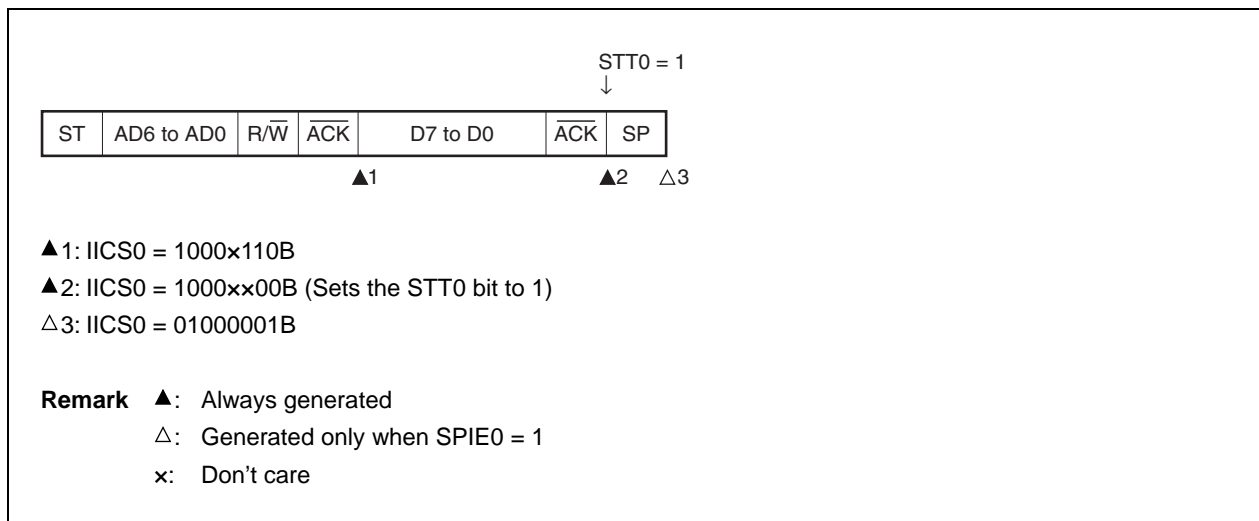 STT0 = 1
↓
ST AD6 to AD0 R/W̅ A̅C̅K̅ D7 to D0 A̅C̅K̅ SP
▲1 ▲2 △3
▲1: IICS0 = 1000×110B
▲2: IICS0 = 1000××00B (Sets the STT0 bit to 1)
△3: IICS0 = 01000001B
Remark ▲: Always generated
△: Generated only when SPIE0 = 1
×: Don't care